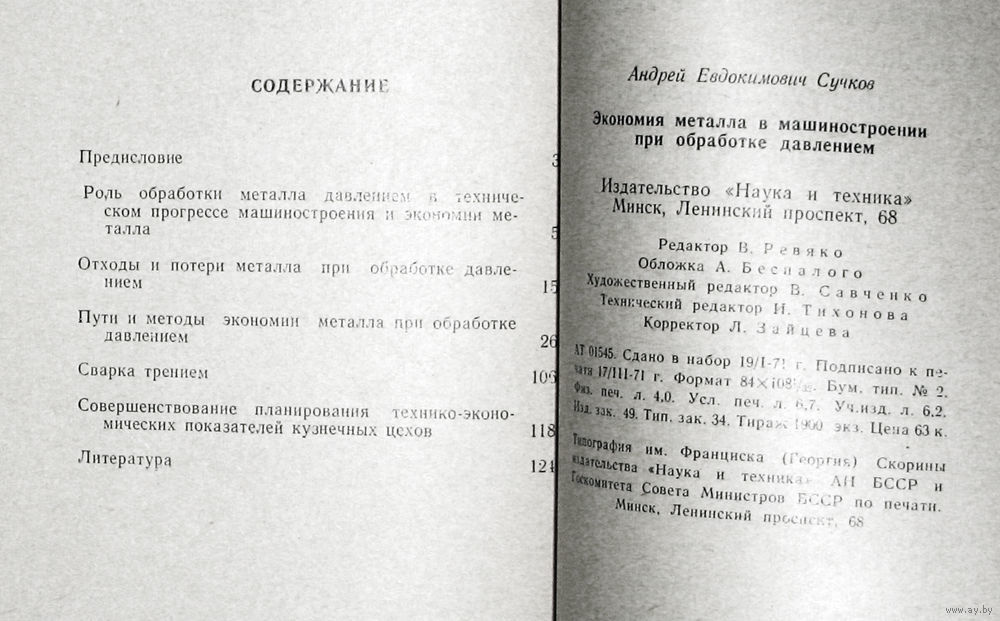 СОДЕРЖАНИЕ
Предисловие 3
Роль обработки металла давлением в техниче-
ском прогрессе машиностроения и экономии ме-
талла 5
Отходы и потери металла при обработке давле-
нием 15
Пути и методы экономии металла при обработке
давлением 26
Сварка трением 106
Совершенствование планирования технико-эконо-
мических показателей кузнечных цехов 118
Литература 124
Андрей Евдокимович Сучков
Экономия металла в машиностроении
при обработке давлением
Издательство «Наука и техника»
Минск, Ленинский проспект, 68
Редактор В. Ревяко
Обложка А. Беспалого
Художественный редактор В. Савченко
Технический редактор И. Тихонова
Корректор Л. Зайцева
АТ 01545. Сдано в набор 19/I-71 г. Подписано к пе-
чати 17/III-71 г. Формат 84×108¹/₃₂. Бум. тип. № 2.
Физ. печ. л. 4,0. Усл. печ. л. 6,7. Уч.изд. л. 6,2.
Изд. зак. 49. Тип. зак. 34. Тираж 1900 экз. Цена 63 к.
Типография им. Франциска (Георгия) Скорины
издательства «Наука и техника» АН БССР и
Госкомитета Совета Министров БССР по печати.
Минск, Ленинский проспект, 68
www.ay.by